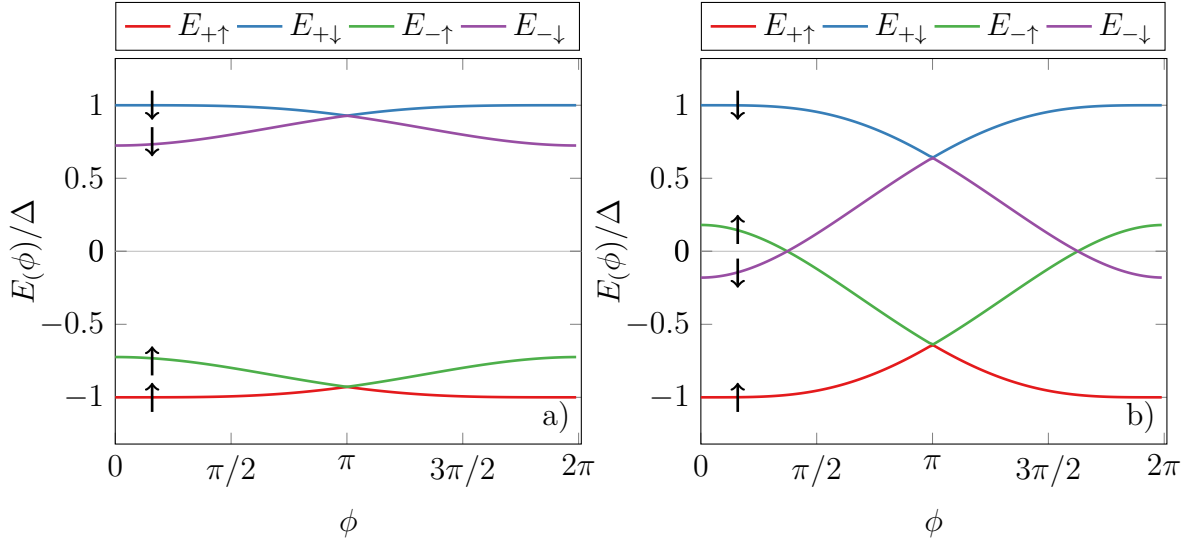 E+↑ E+↓ E−↑ E−↓
1
0.5
0
−0.5
−1
E(ϕ)/Δ
↓
↓
↑
↑
a)
0 π/2 π 3π/2 2π
ϕ
E+↑ E+↓ E−↑ E−↓
1
0.5
0
−0.5
−1
E(ϕ)/Δ
↓
↑
↓
↑
b)
0 π/2 π 3π/2 2π
ϕ